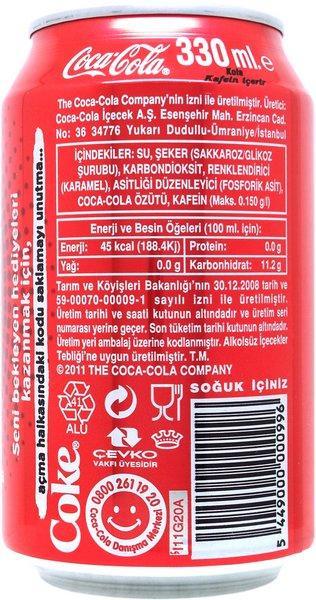 Coca-Cola 330 ml. e
Kola
Kafein İçerir
The Coca-Cola Company'nin izni ile üretilmiştir. Üretici:
Coca-Cola İçecek A.Ş. Esenşehir Mah. Erzincan Cad.
No: 36 34776 Yukarı Dudullu-Ümraniye/İstanbul
İÇİNDEKİLER: SU, ŞEKER (SAKKAROZ/GLİKOZ
ŞURUBU), KARBONDİOKSİT, RENKLENDİRİCİ
(KARAMEL), ASİTLİĞİ DÜZENLEYİCİ (FOSFORİK ASİT),
COCA-COLA ÖZÜTÜ, KAFEİN (Maks. 0.150 g/l)
Enerji ve Besin Öğeleri (100 ml için):
Enerji: 45 kcal (188.4Kj) Protein: 0.0 g
Yağ: 0.0 g Karbonhidrat: 11.2 g
Tarım ve Köyişleri Bakanlığı'nın 30.12.2008 tarih ve
59-00070-00009-1 sayılı izni ile üretilmiştir.
Üretim tarihi ve saati kutunun altındadır ve üretim seri
numarası yerine geçer. Son tüketim tarihi kutunun altındadır.
Üretim yeri ambalaj üzerine kodlanmıştır. Alkolsüz İçecekler
Tebliği'ne uygun üretilmiştir. T.M.
©2011 THE COCA-COLA COMPANY
SOĞUK İÇİNİZ
Seni bekleyen hediyeleri
kazanmak için,
açma halkasındaki kodu saklamayı unutma...
41
ALU
ÇEVKO
VAKFI ÜYESİDİR
Coke
0800 261 19 20
Coca-Cola Danışma Merkezi
11G20A
5 449000 000996